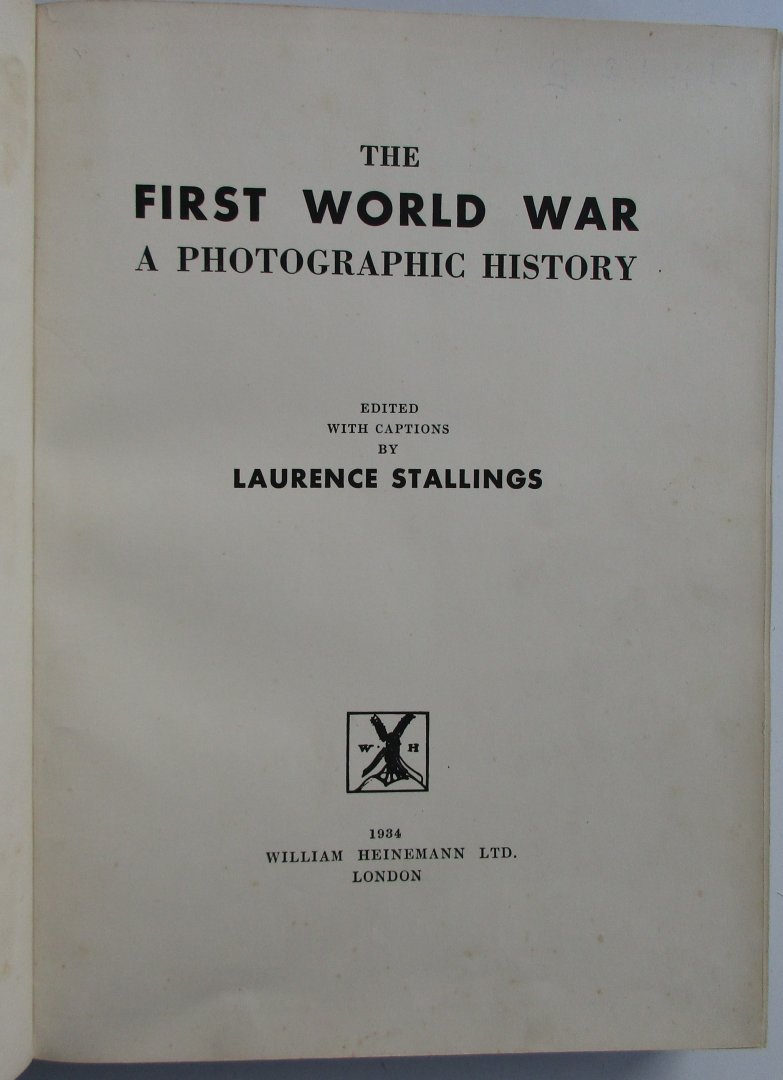 THE
FIRST WORLD WAR
A PHOTOGRAPHIC HISTORY
EDITED
WITH CAPTIONS
BY
LAURENCE STALLINGS
W H
1934
WILLIAM HEINEMANN LTD.
LONDON